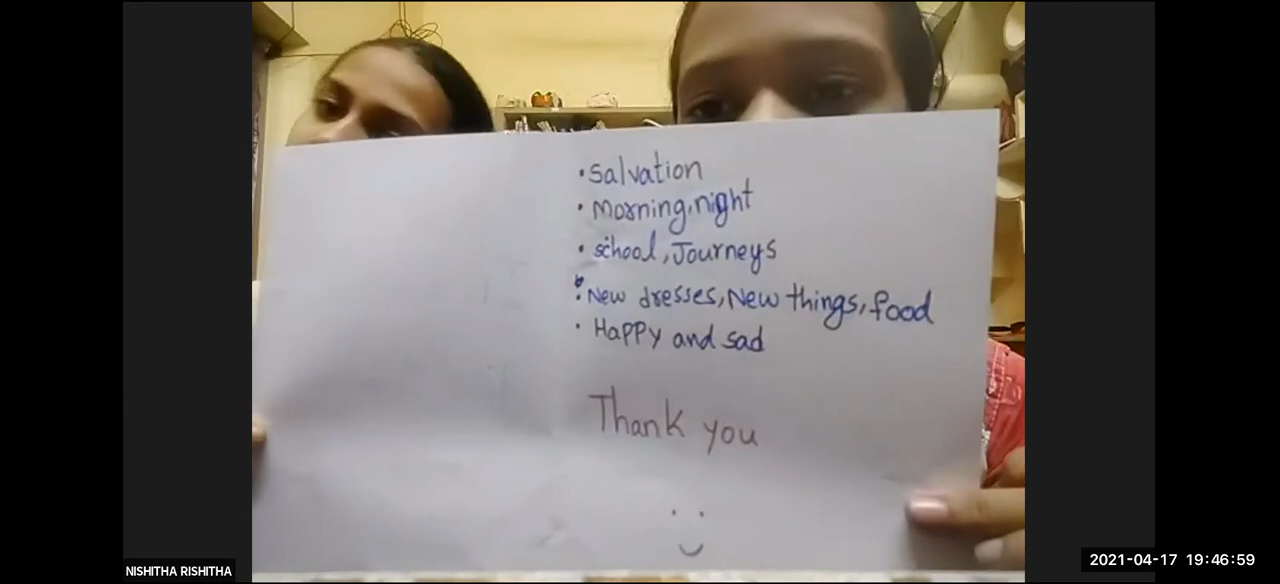 • Salvation
• Morning, night
• school, Journeys
• New dresses, New things, food
• Happy and sad
Thank you
NISHITHA RISHITHA
2021-04-17 19:46:59